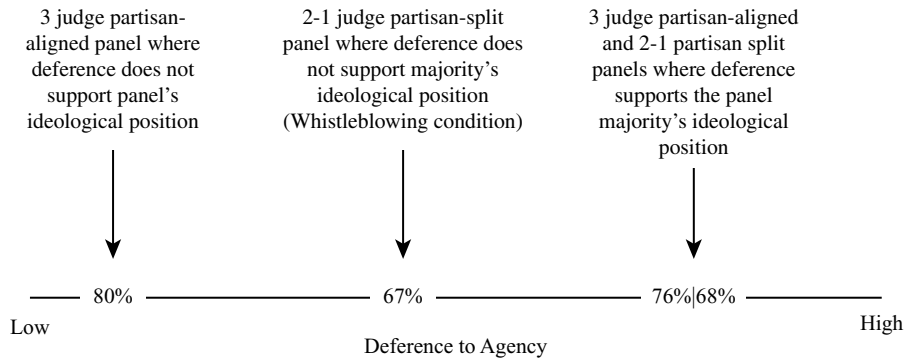 3 judge partisan-
aligned panel where
deference does not
support panel's
ideological position
2-1 judge partisan-split
panel where deference does
not support majority's
ideological position
(Whistleblowing condition)
3 judge partisan-aligned
and 2-1 partisan split
panels where deference
supports the panel
majority's ideological
position
80%
67%
76%|68%
Low
High
Deference to Agency